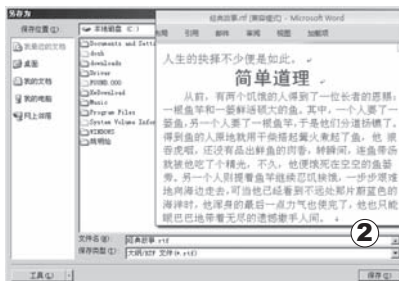 另存为
保存位置(I):
本地磁盘 (C:)
我最近的文档
桌面
我的文档
我的电脑
网上邻居
Documents and Setti
downloads
Driver
FOUND.000
Music
Program Files
System Volume Infor
WINDOWS
经典故事.rtf [兼容模式] - Microsoft Word
引用 邮件 审阅 视图 加载项
人生的抉择不少便是如此。
简单道理
从前，有两个饥饿的人得到了一位长者的恩赐：
一根鱼竿和一篓鲜活硕大的鱼。其中，一个人要了一
篓鱼，另一个人要了一根鱼竿，于是他们分道扬镳了。
得到鱼的人原地就用干柴搭起篝火煮起了鱼，他 狼
吞虎咽，还没有品出鲜鱼的肉香，转瞬间，连鱼带汤
就被他吃了个精光，不久，他便饿死在空空的鱼篓
旁。另一个人则提着鱼竿继续忍饥挨饿，一步步艰难
地向海边走去，可当他已经看到不远处那片蔚蓝色的
海洋时，他浑身的最后一点力气也使完了，他也只能
眼巴巴地带着无尽的遗憾撒手人间。
文件名(N): 经典故事.rtf
保存类型(T): 大纲/RTF 文件(*.rtf)
工具(L)
保存(S)
2